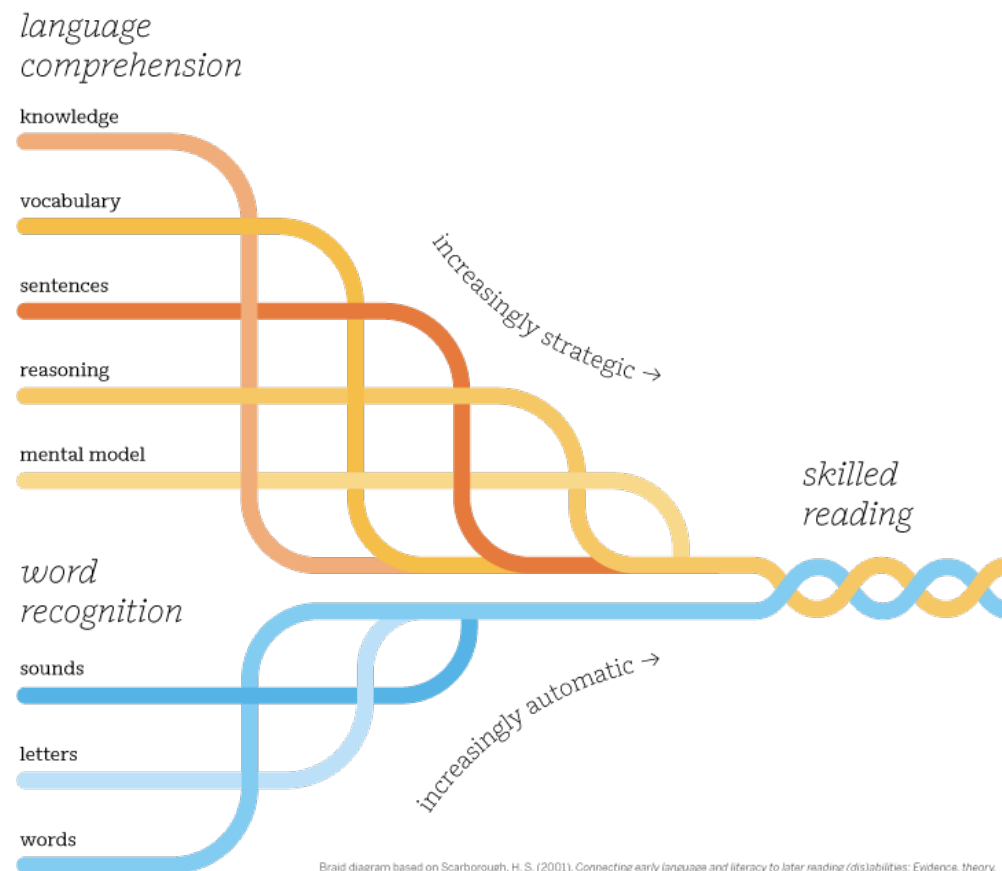 language
comprehension
knowledge
vocabulary
sentences
reasoning
mental model
increasingly strategic →
skilled
reading
word
recognition
sounds
letters
words
increasingly automatic →
Braid diagram based on Scarborough, H. S. (2001). Connecting early language and literacy to later reading (dis)abilities: Evidence, theory,